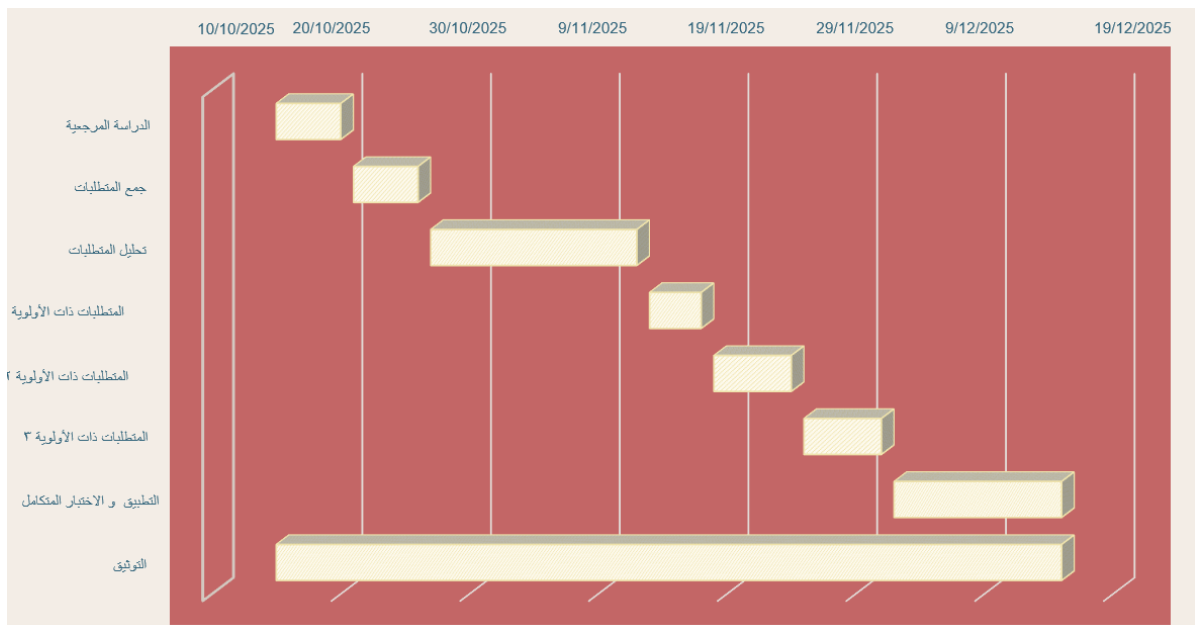 10/10/2025 20/10/2025 30/10/2025 9/11/2025 19/11/2025 29/11/2025 9/12/2025 19/12/2025
الدراسة المرجعية
جمع المتطلبات
تحليل المتطلبات
المتطلبات ذات الأولوية
المتطلبات ذات الأولوية ٢
المتطلبات ذات الأولوية ٣
التطبيق و الاختبار المتكامل
التوثيق